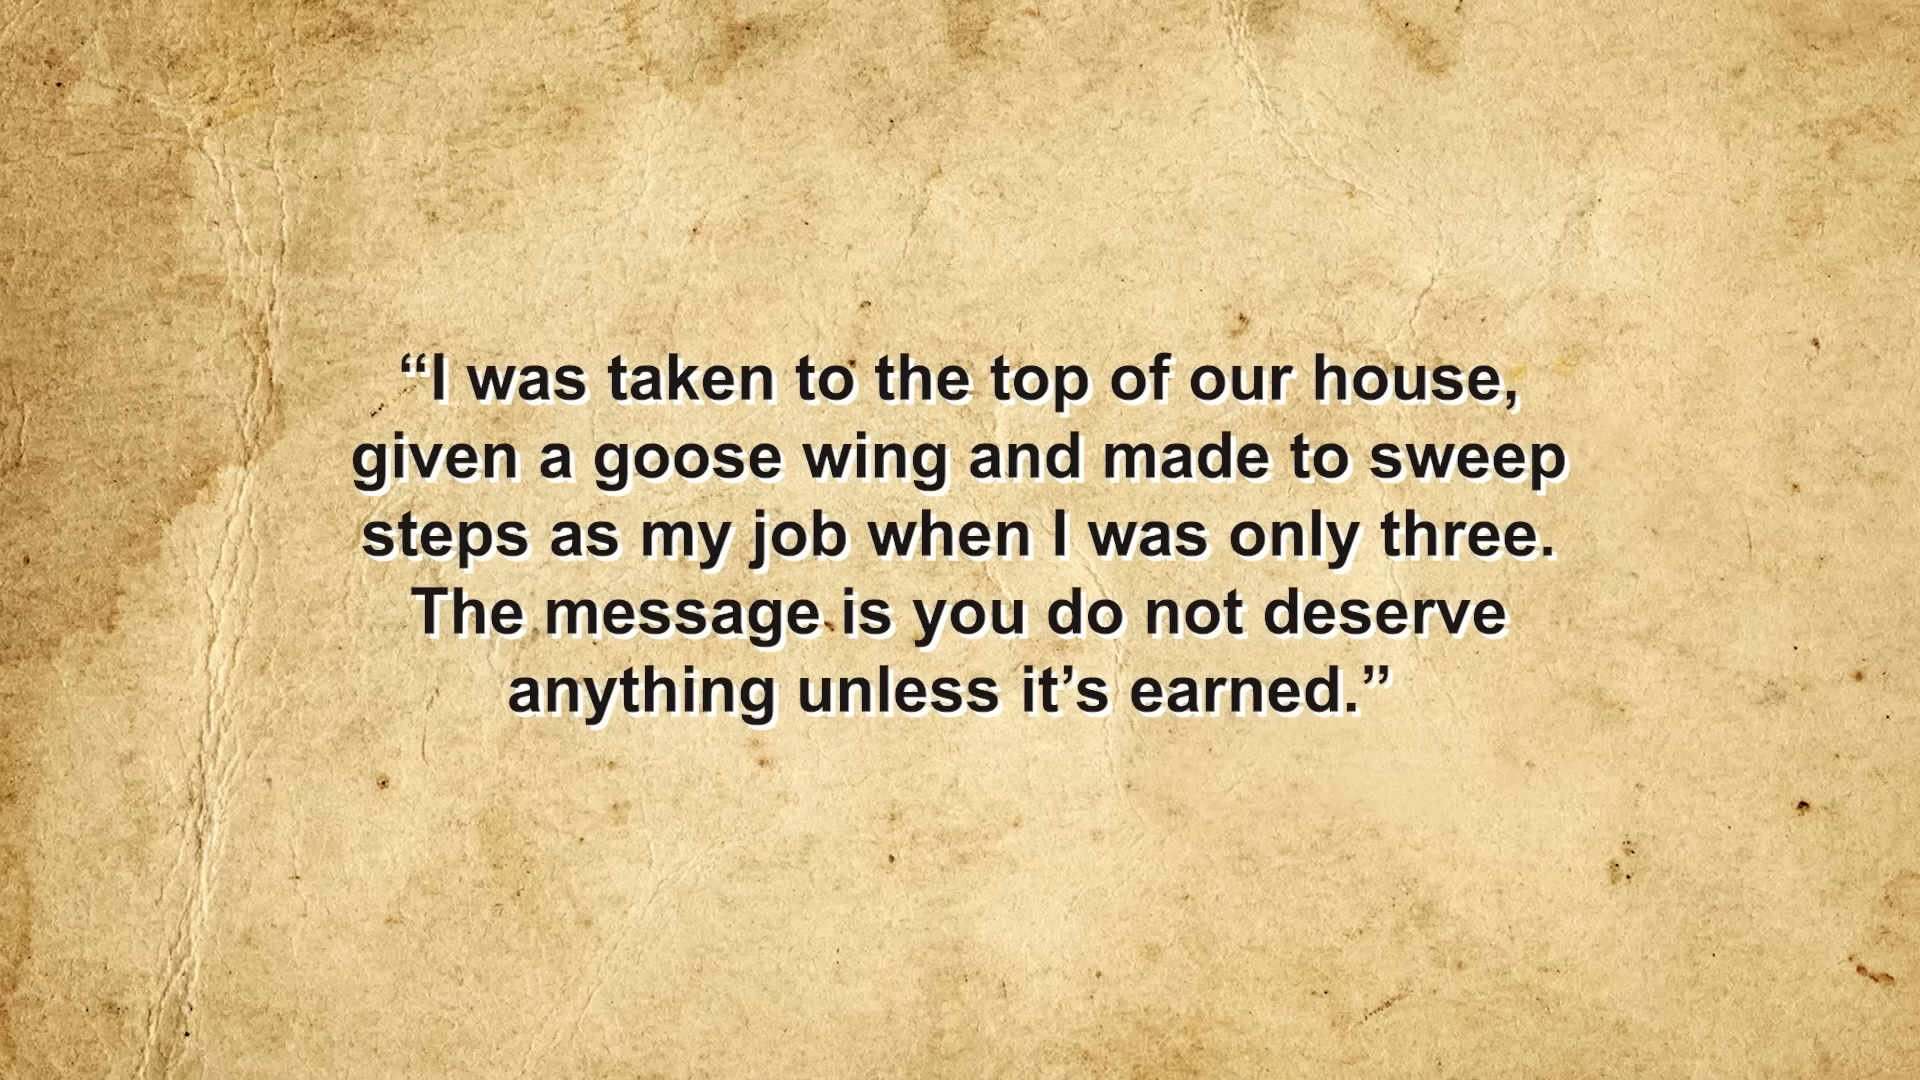 “I was taken to the top of our house,
given a goose wing and made to sweep
steps as my job when I was only three.
The message is you do not deserve
anything unless it’s earned.”